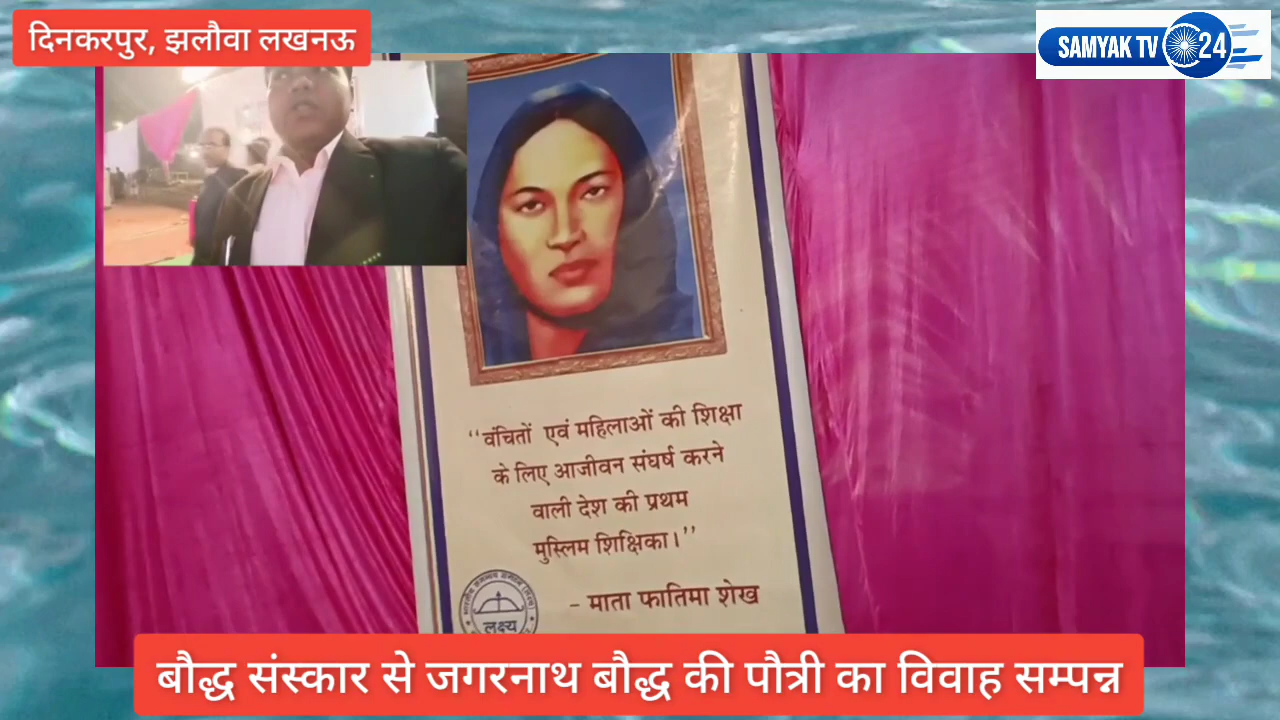 दिनकरपुर, झलौवा लखनऊ
SAMYAK TV 24
“वंचितों एवं महिलाओं की शिक्षा
के लिए आजीवन संघर्ष करने
वाली देश की प्रथम
मुस्लिम शिक्षिका।”
- माता फातिमा शेख
लक्ष्य
बौद्ध संस्कार से जगरनाथ बौद्ध की पौत्री का विवाह सम्पन्न